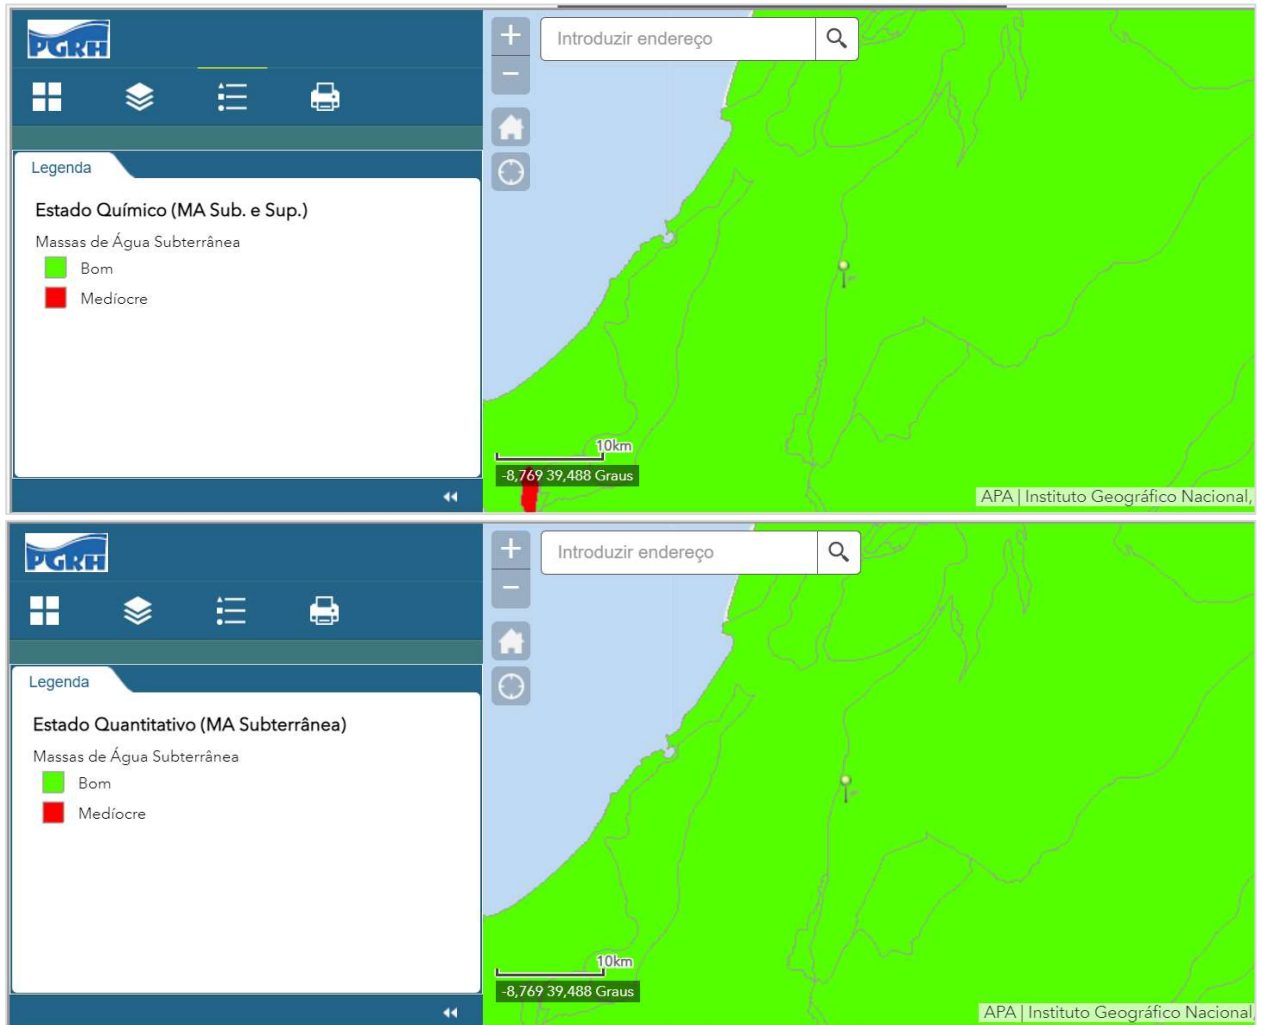 PGRH
Introduzir endereço
Legenda
Estado Químico (MA Sub. e Sup.)
Massas de Água Subterrânea
Bom
Medíocre
10km
-8,769 39,488 Graus
APA | Instituto Geográfico Nacional,
PGRH
Introduzir endereço
Legenda
Estado Quantitativo (MA Subterrânea)
Massas de Água Subterrânea
Bom
Medíocre
10km
-8,769 39,488 Graus
APA | Instituto Geográfico Nacional,